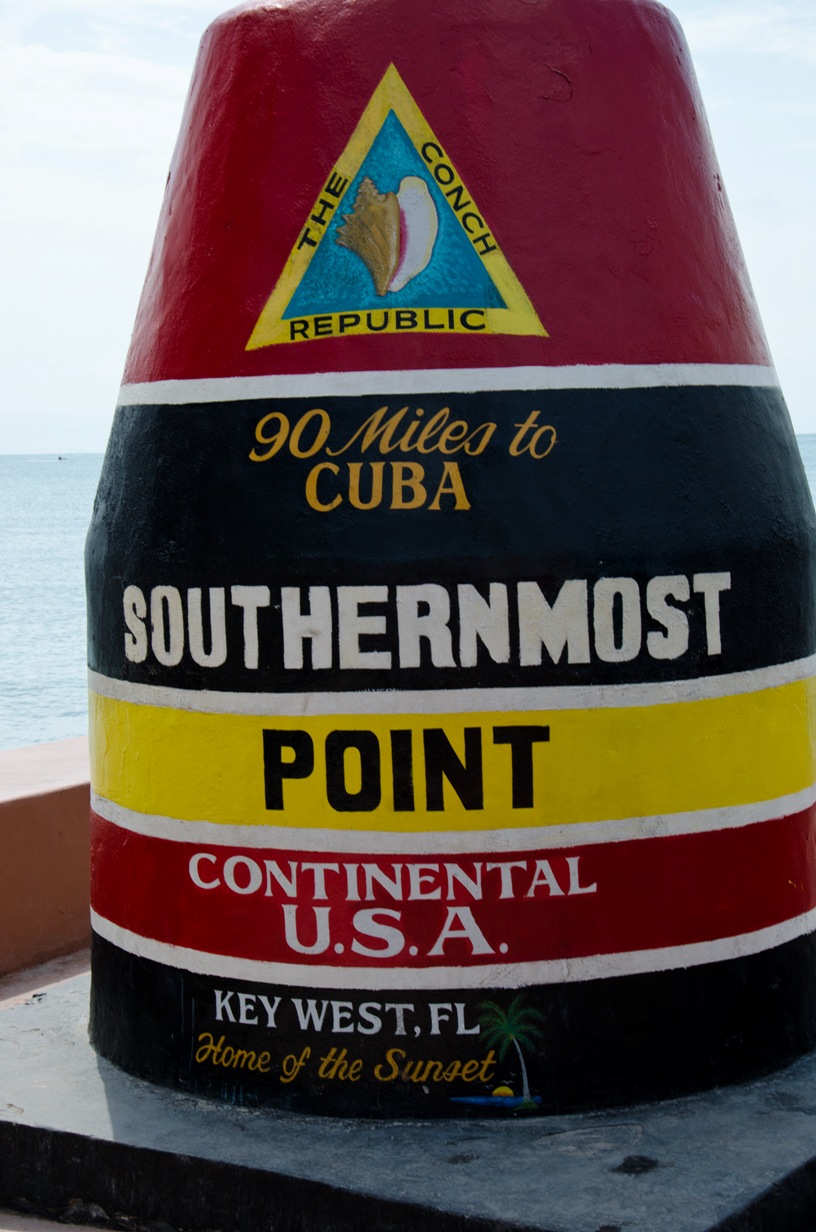 THE CONCH
REPUBLIC
90 Miles to
CUBA
SOUTHERNMOST
POINT
CONTINENTAL
U.S.A.
KEY WEST, FL
Home of the Sunset